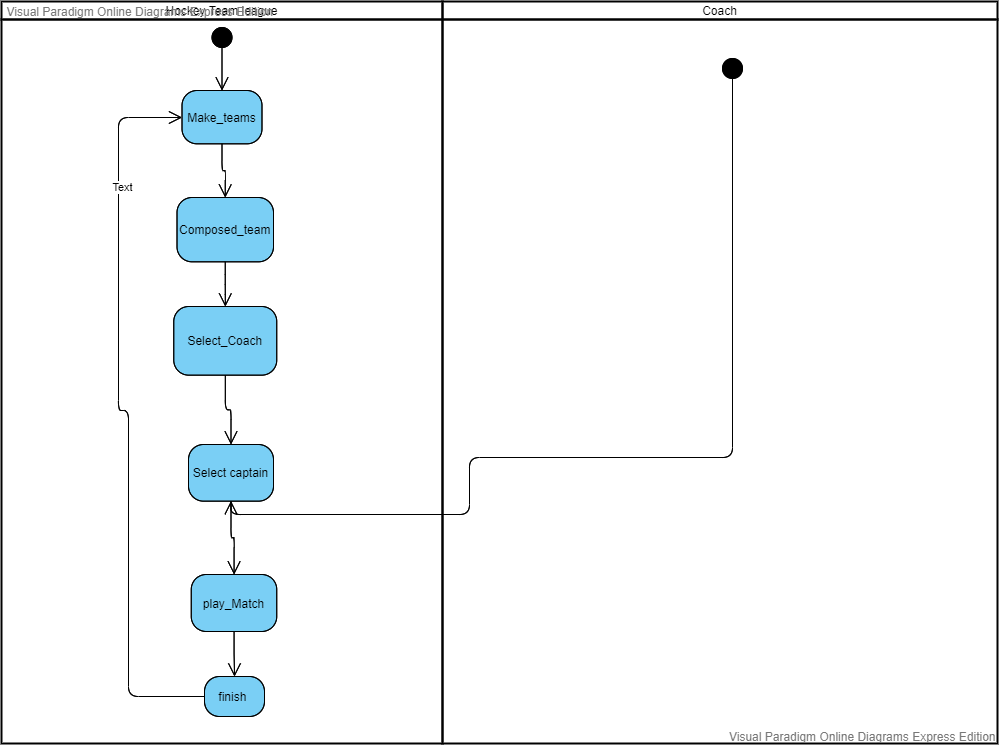 Visual Paradigm Online Diagrams Express Edition
Hockey Team league
Coach
Make_teams
Text
Composed_team
Select_Coach
Select captain
play_Match
finish
Visual Paradigm Online Diagrams Express Edition